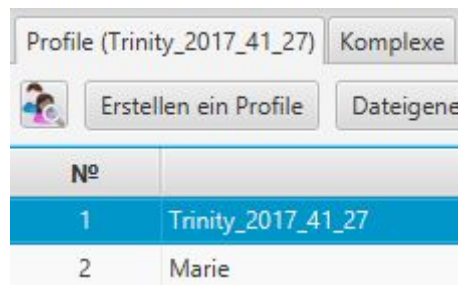 Profile (Trinity_2017_41_27) Komplexe
Erstellen ein Profile Dateigene
Nº
1 Trinity_2017_41_27
2 Marie